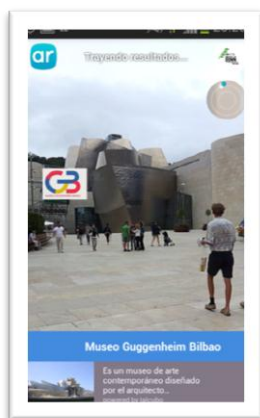 ar
Trayendo resultados...
GB
Museo Guggenheim Bilbao
Es un museo de arte
contemporáneo diseñado
por el arquitecto...